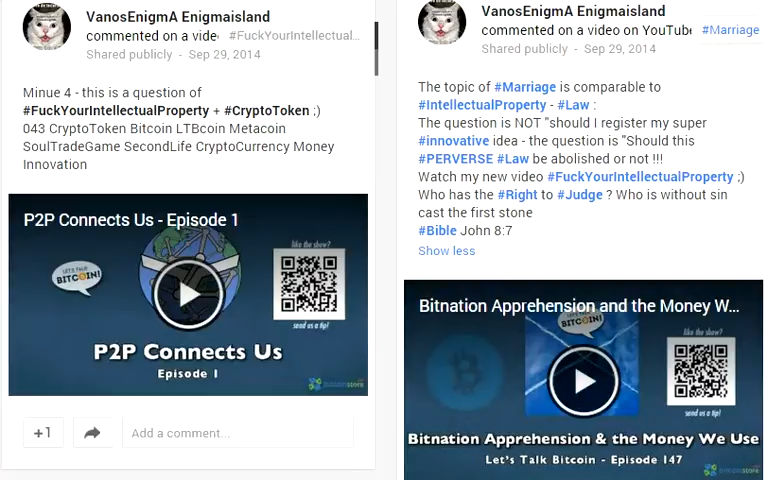 VanosEnigmA Enigmaisland
commented on a vide #FuckYourIntellectual...
Shared publicly - Sep 29, 2014
Minue 4 - this is a question of
#FuckYourIntellectualProperty + #CryptoToken ;)
043 CryptoToken Bitcoin LTBcoin Metacoin
SoulTradeGame SecondLife CryptoCurrency Money
Innovation
P2P Connects Us - Episode 1
like the show?
LET'S TALK
BITCOIN!
send us a tip!
P2P Connects Us
Episode 1
+1
Add a comment...
VanosEnigmA Enigmaisland
commented on a video on YouTube #Marriage
Shared publicly - Sep 29, 2014
The topic of #Marriage is comparable to
#IntellectualProperty - #Law :
The question is NOT "should I register my super
#innovative idea - the question is "Should this
#PERVERSE #Law be abolished or not !!!
Watch my new video #FuckYourIntellectualProperty ;)
Who has the #Right to #Judge ? Who is without sin
cast the first stone
#Bible John 8:7
Show less
Bitnation Apprehension and the Money W...
like the show?
BITCOIN!
send us a tip!
Bitnation Apprehension & the Money We Use
Let's Talk Bitcoin - Episode 147